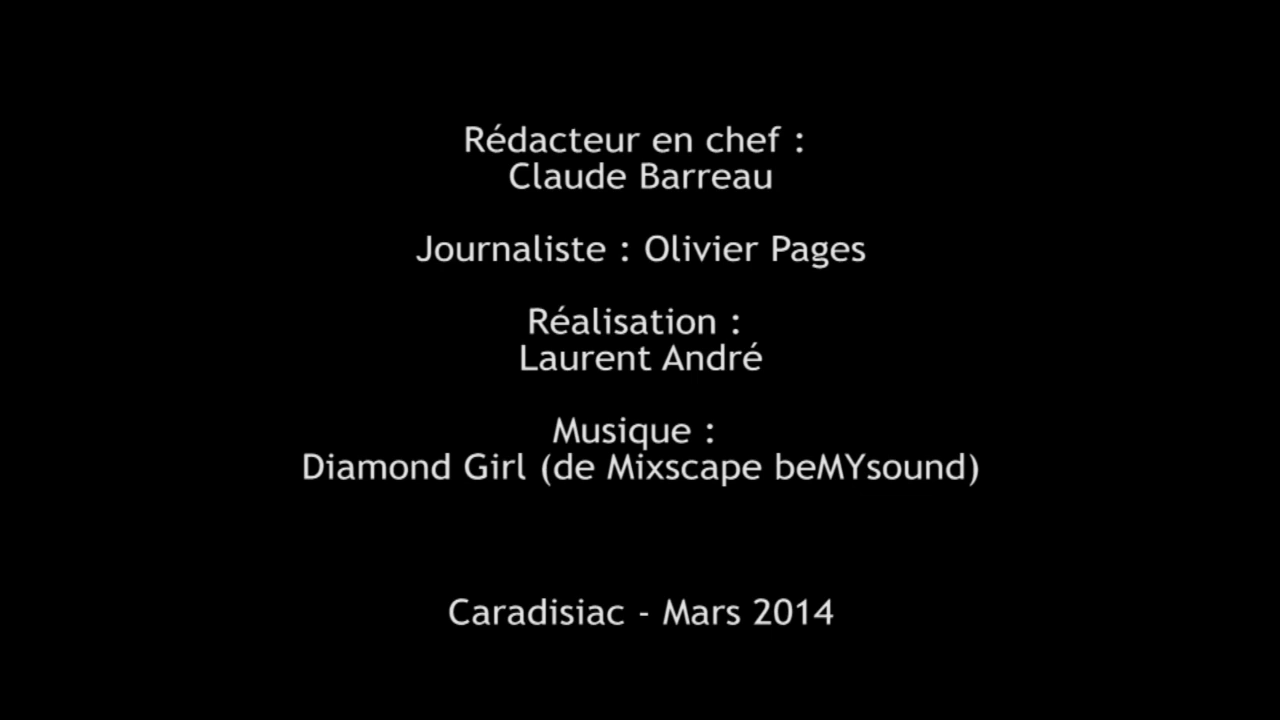 Rédacteur en chef :
Claude Barreau
Journaliste : Olivier Pages
Réalisation :
Laurent André
Musique :
Diamond Girl (de Mixscape beMYsound)
Caradisiac - Mars 2014